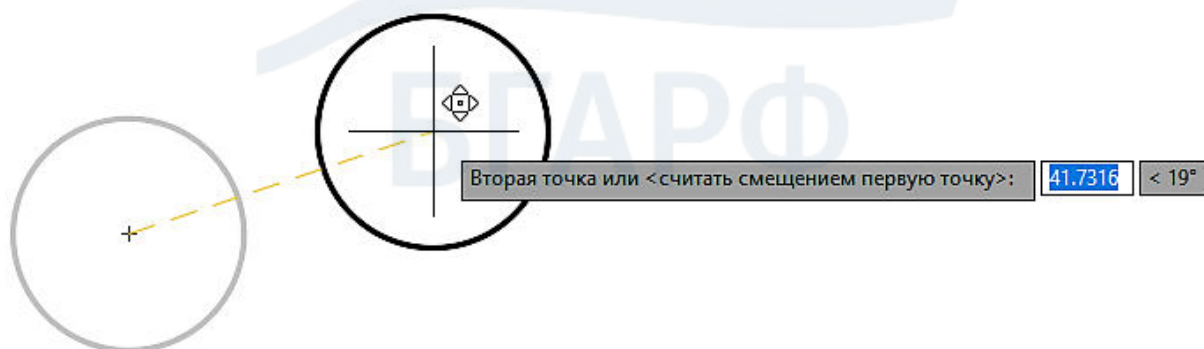 БГАРФ
Вторая точка или <считать смещением первую точку>: 41.7316 < 19°